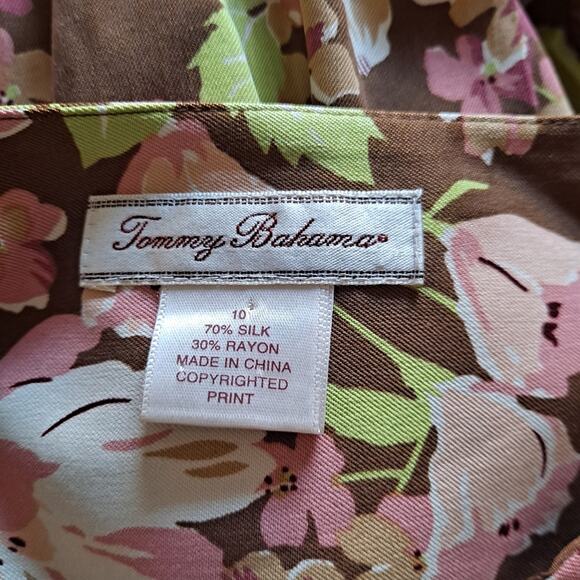 Tommy Bahama®
10
70% SILK
30% RAYON
MADE IN CHINA
COPYRIGHTED
PRINT